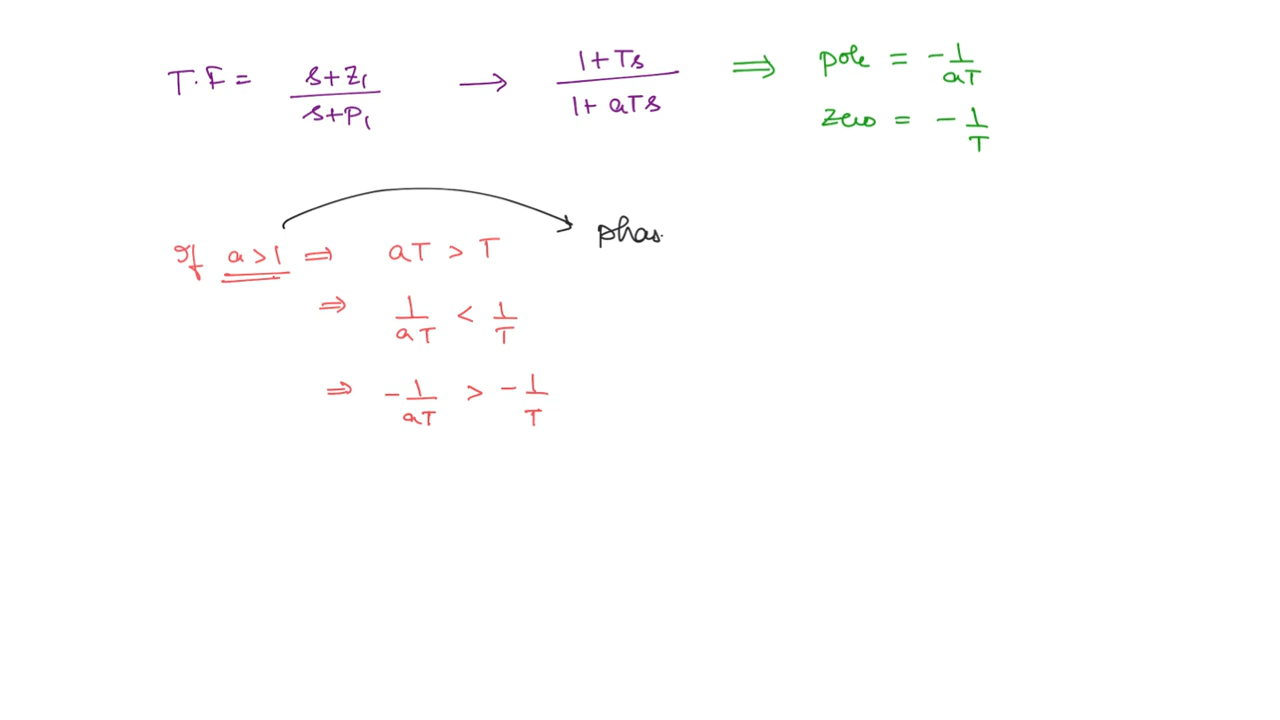 T.F = s+z₁ / s+p₁ → 1+Ts / 1+aTs ⟹ pole = -1/aT
zero = -1/T
If a>1 ⟹ aT > T phas
⟹ 1/aT < 1/T
⟹ -1/aT > -1/T